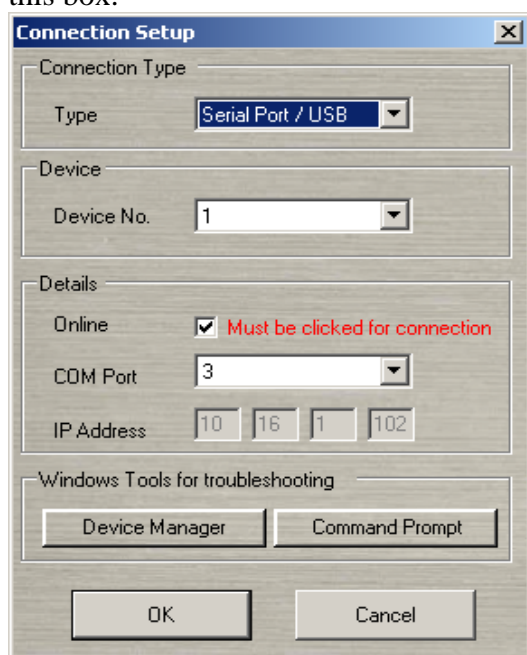 this box.
Connection Setup
Connection Type
Type Serial Port / USB
Device
Device No. 1
Details
Online Must be clicked for connection
COM Port 3
IP Address 10 16 1 102
Windows Tools for troubleshooting
Device Manager Command Prompt
OK Cancel